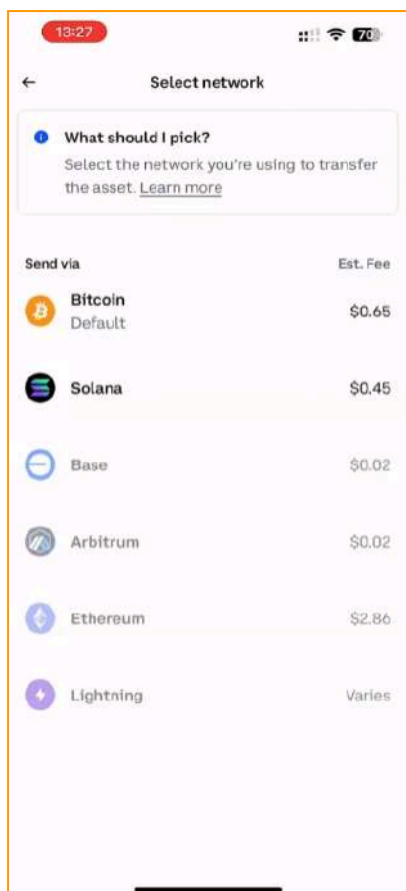 13:27
70
Select network
What should I pick?
Select the network you're using to transfer
the asset. Learn more
Send via Est. Fee
Bitcoin
Default
$0.65
Solana $0.45
Base $0.02
Arbitrum $0.02
Ethereum $2.86
Lightning Varies